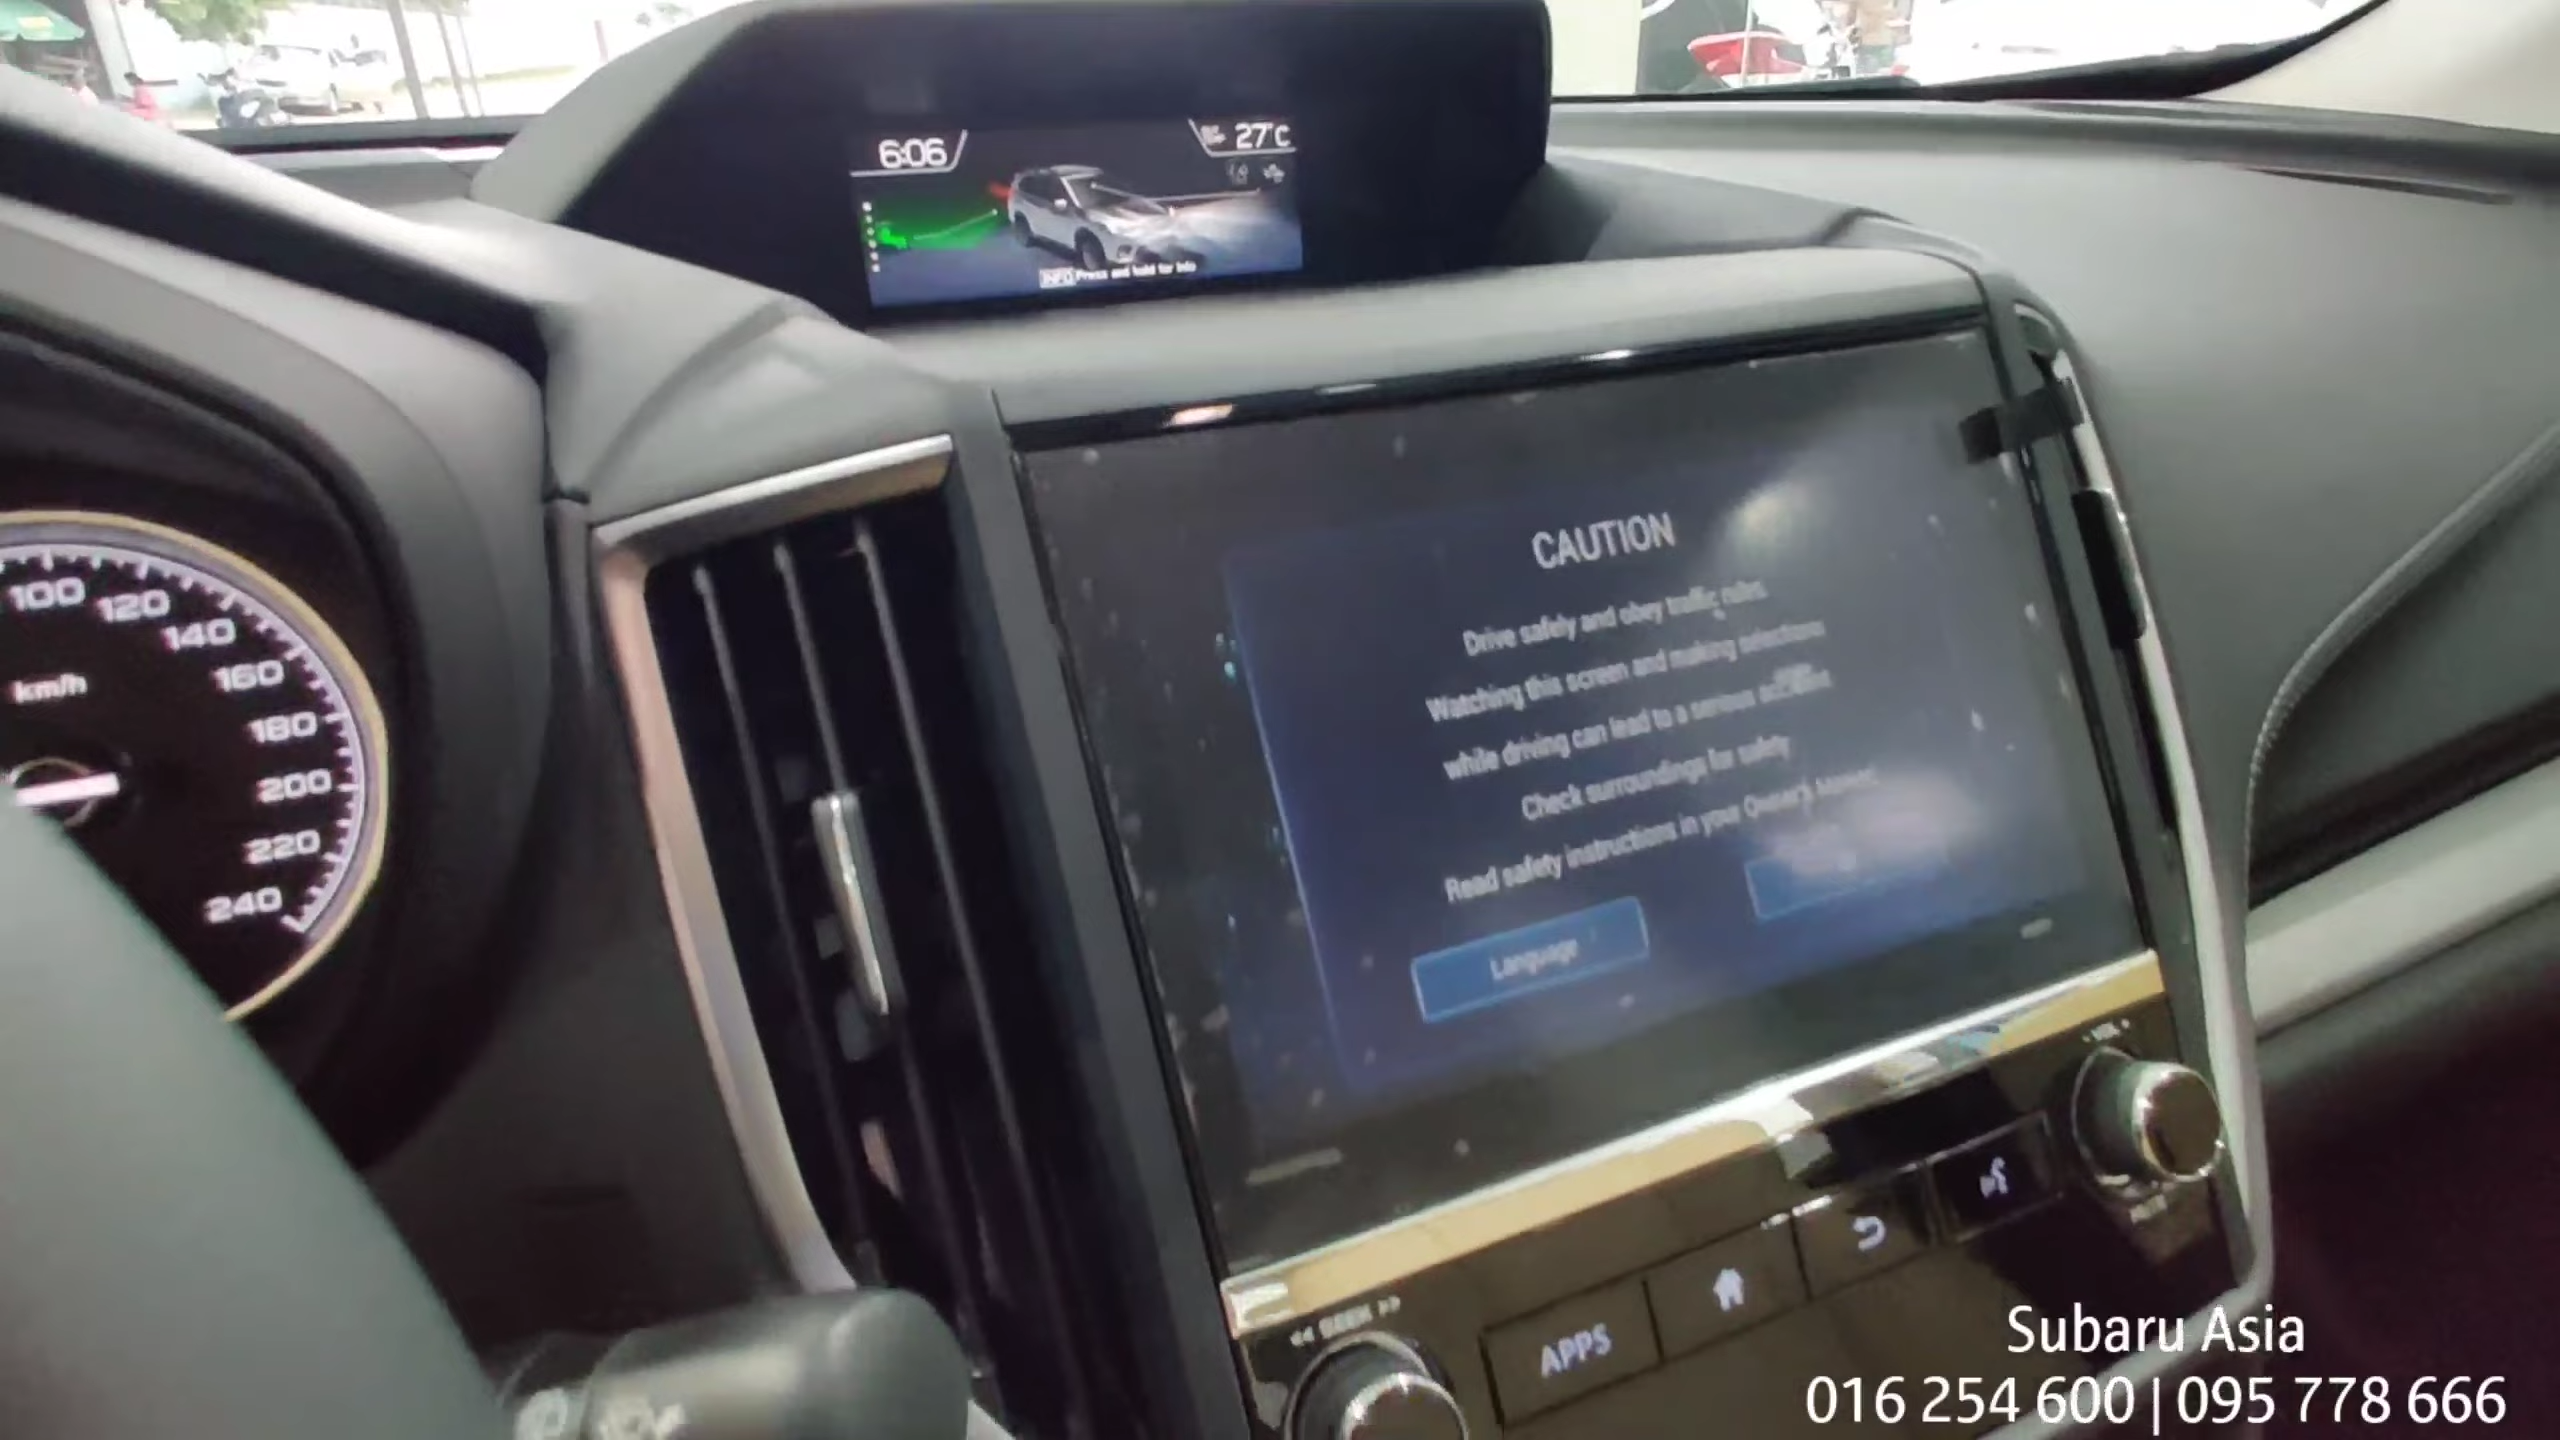 6:06
27°C
INFO Press and hold for Info
100
120
140
km/h
160
180
200
220
240
CAUTION
Drive safely and obey traffic rules.
Watching this screen and making selections
while driving can lead to a serious accident.
Check surroundings for safety.
Read safety instructions in your Owner's Manual.
Language
VOL
<< SEEK >>
APPS
Subaru Asia
016 254 600 | 095 778 666